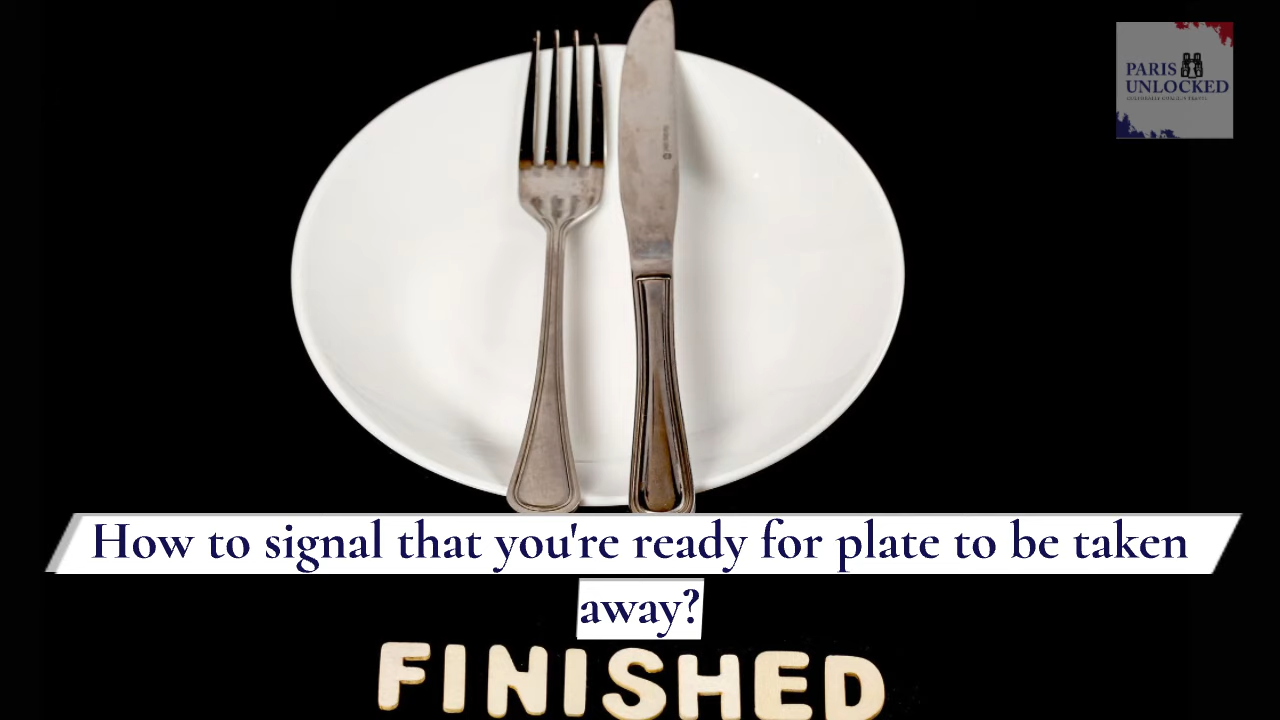 PARIS
UNLOCKED
How to signal that you're ready for plate to be taken
away?
FINISHED